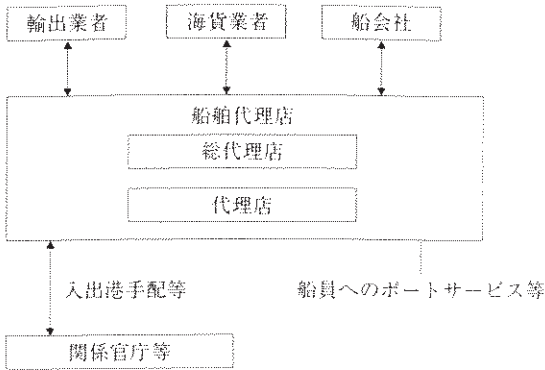 輸出業者
海貨業者
船会社
船舶代理店
総代理店
代理店
入出港手配等
船員へのポートサービス等
関係官庁等